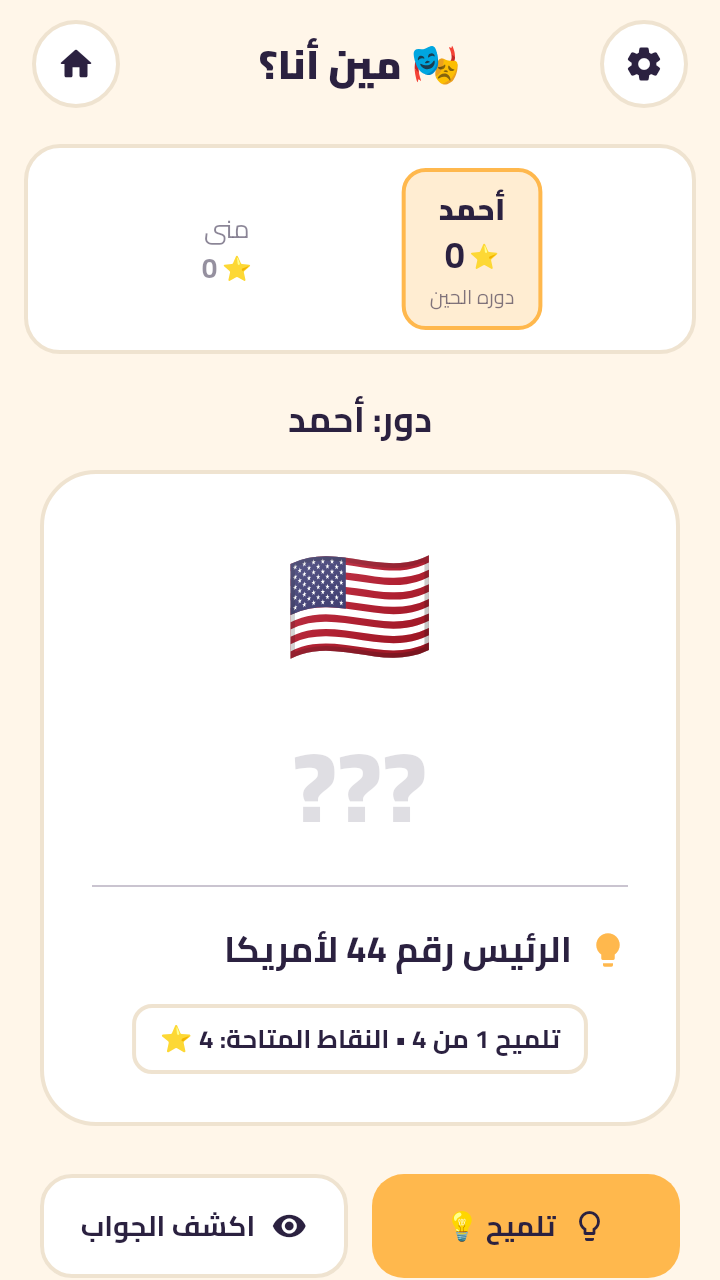 🎭 مين أنا؟
أحمد
⭐ 0
دوره الحين
منى
⭐ 0
دور: أحمد
???
الرئيس رقم 44 لأمريكا
تلميح 1 من 4 • النقاط المتاحة: 4 ⭐
تلميح 💡
اكشف الجواب